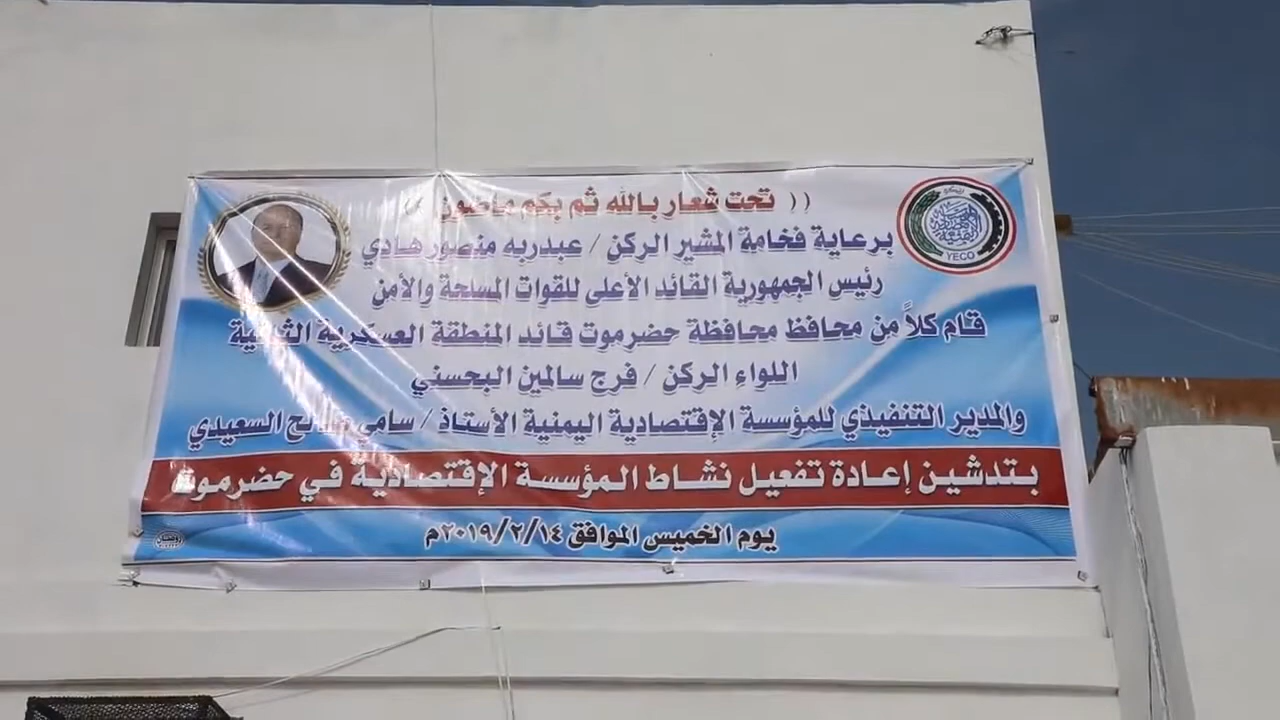 (( تحت شعار بالله ثم بكم ماضون ))
برعاية فخامة المشير الركن / عبدربه منصور هادي
رئيس الجمهورية القائد الأعلى للقوات المسلحة والأمن
قام كلاً من محافظ محافظة حضرموت قائد المنطقة العسكرية الثانية
اللواء الركن / فرج سالمين البحسني
والمدير التنفيذي للمؤسسة الإقتصادية اليمنية الأستاذ / سامي صالح السعيدي
بتدشين إعادة تفعيل نشاط المؤسسة الإقتصادية في حضرموت
يوم الخميس الموافق ٢٠١٩/٢/١٤م
YECO